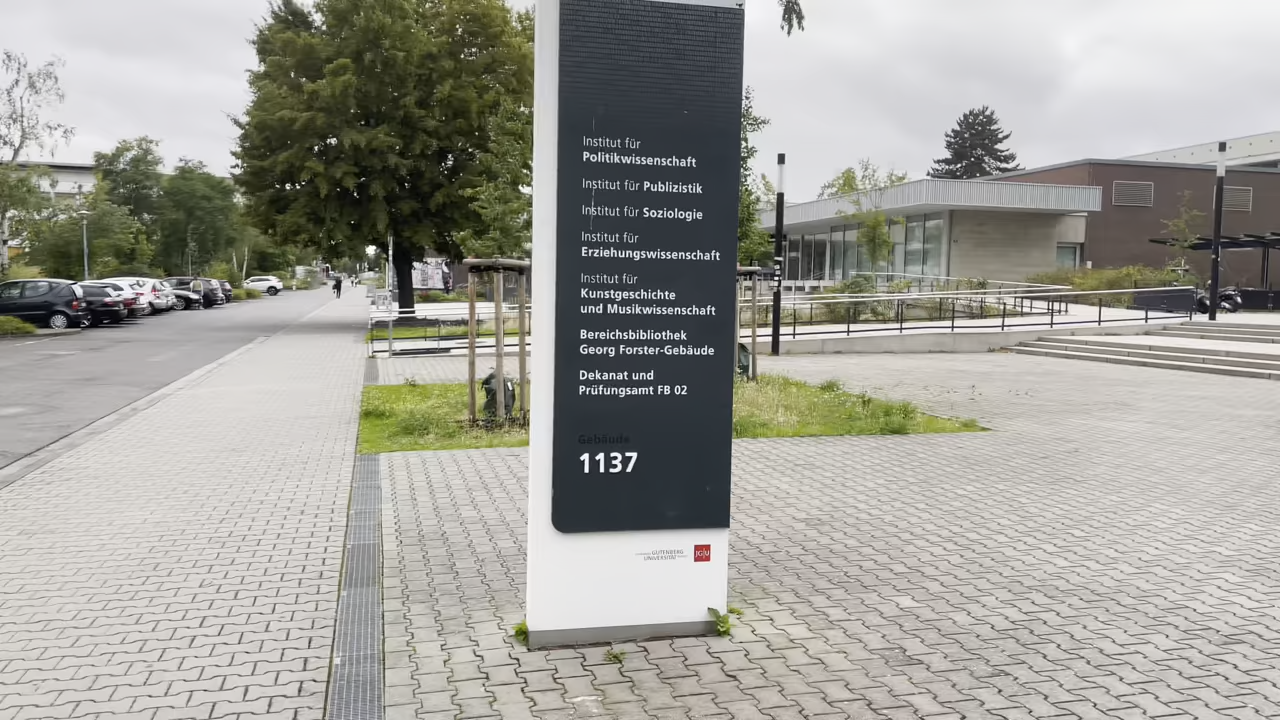 Institut für
Politikwissenschaft
Institut für Publizistik
Institut für Soziologie
Institut für
Erziehungswissenschaft
Institut für
Kunstgeschichte
und Musikwissenschaft
Bereichsbibliothek
Georg Forster-Gebäude
Dekanat und
Prüfungsamt FB 02
Gebäude
1137
GUTENBERG
UNIVERSITÄT
JG|U